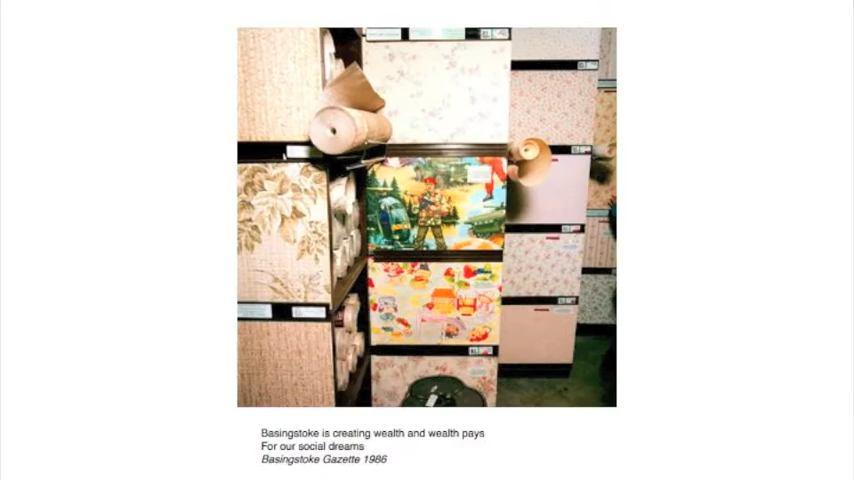 Basingstoke is creating wealth and wealth pays
For our social dreams
Basingstoke Gazette 1986